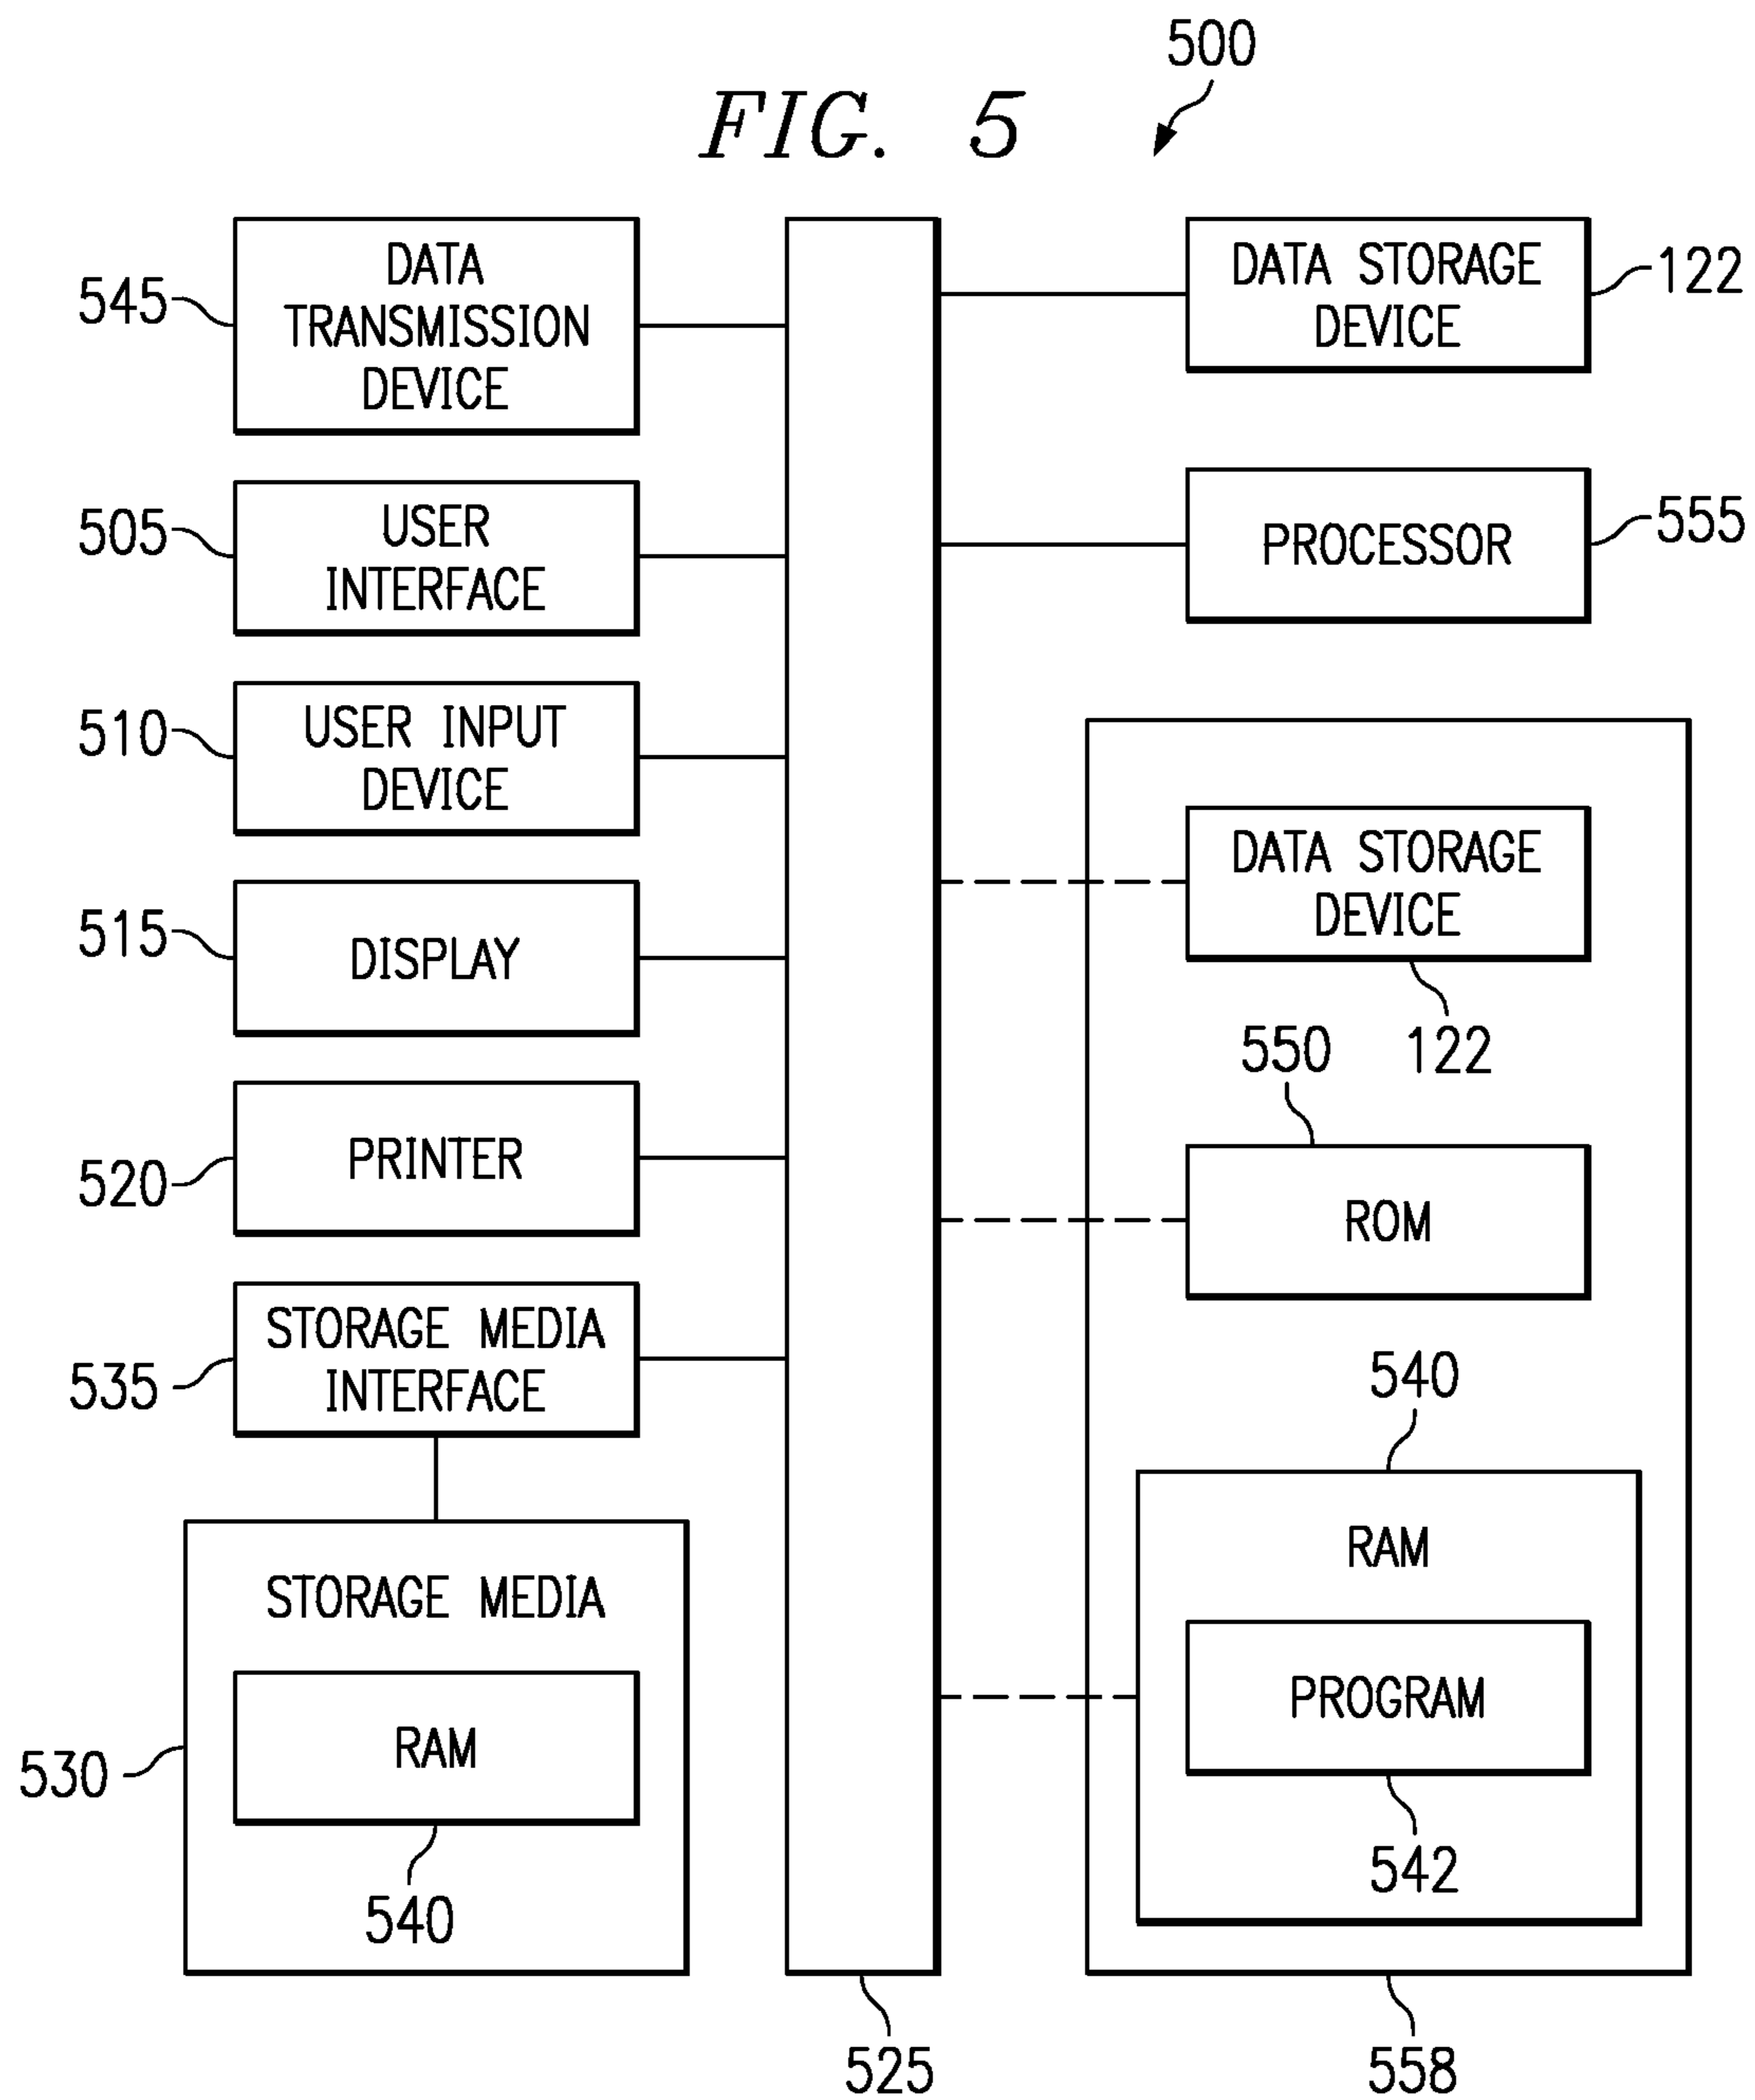 500
FIG. 5
DATA
TRANSMISSION
DEVICE
545
USER
INTERFACE
505
USER INPUT
DEVICE
510
DISPLAY
515
PRINTER
520
STORAGE MEDIA
INTERFACE
535
STORAGE MEDIA
RAM
530
540
525
DATA STORAGE
DEVICE
122
PROCESSOR
555
DATA STORAGE
DEVICE
122
550
ROM
540
RAM
PROGRAM
542
558